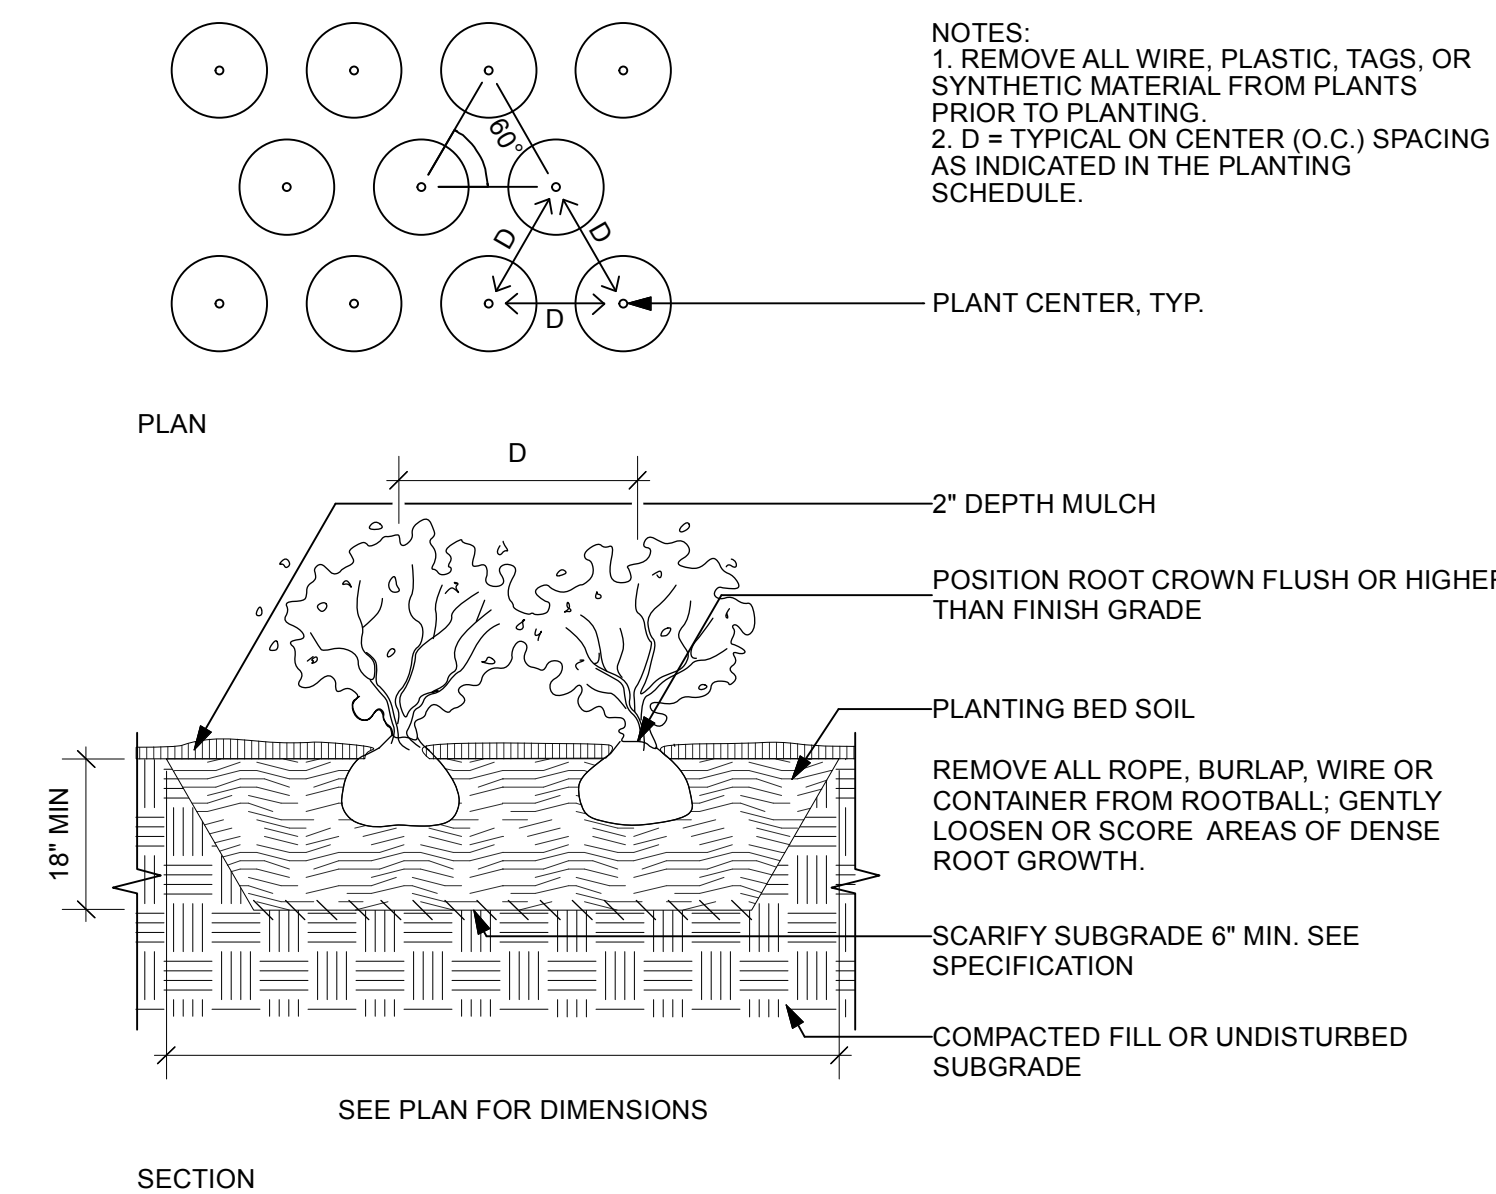 NOTES:
1. REMOVE ALL WIRE, PLASTIC, TAGS, OR
SYNTHETIC MATERIAL FROM PLANTS
PRIOR TO PLANTING.
2. D = TYPICAL ON CENTER (O.C.) SPACING
AS INDICATED IN THE PLANTING
SCHEDULE.
60°
D
D
D
PLANT CENTER, TYP.
PLAN
D
2" DEPTH MULCH
POSITION ROOT CROWN FLUSH OR HIGHER
THAN FINISH GRADE
PLANTING BED SOIL
REMOVE ALL ROPE, BURLAP, WIRE OR
CONTAINER FROM ROOTBALL; GENTLY
LOOSEN OR SCORE AREAS OF DENSE
ROOT GROWTH.
18" MIN
SCARIFY SUBGRADE 6" MIN. SEE
SPECIFICATION
COMPACTED FILL OR UNDISTURBED
SUBGRADE
SEE PLAN FOR DIMENSIONS
SECTION